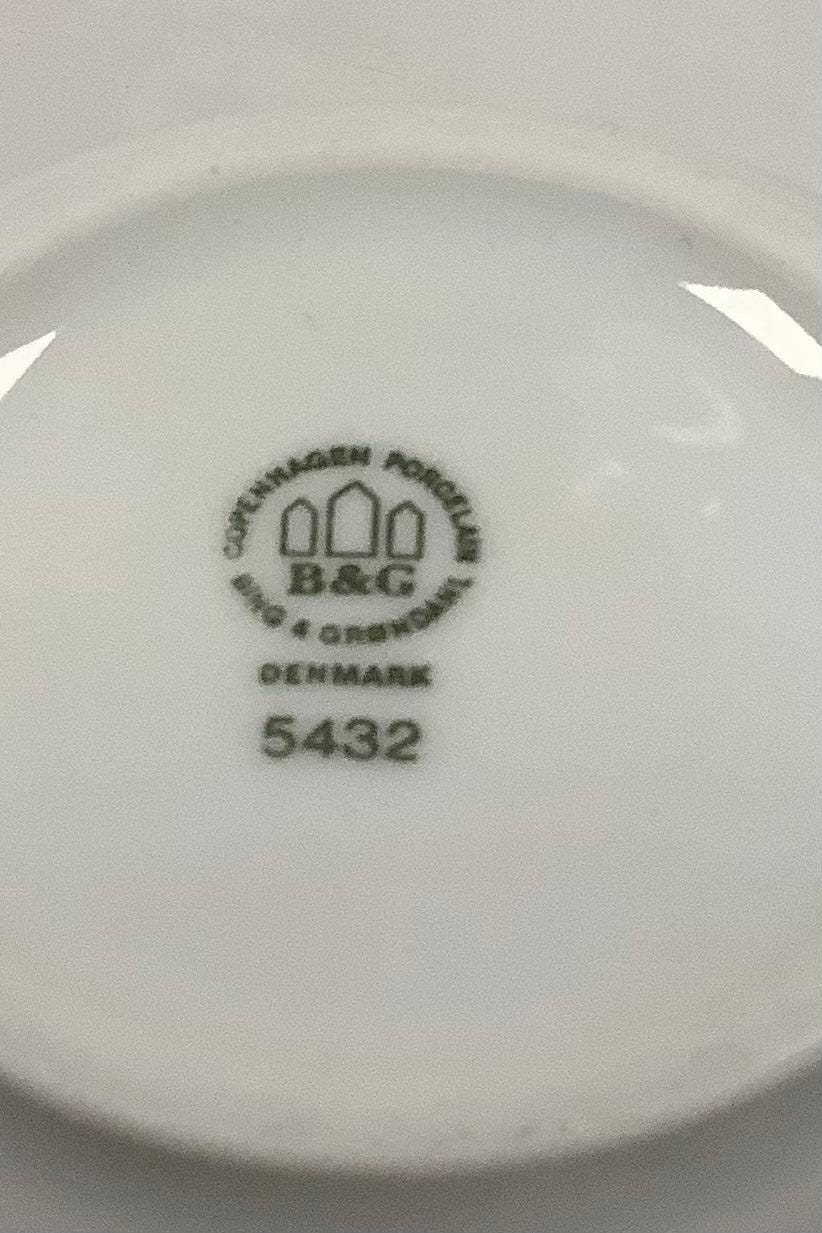 COPENHAGEN PORCELAIN
B&G
BING & GRØNDAHL
DENMARK
5432